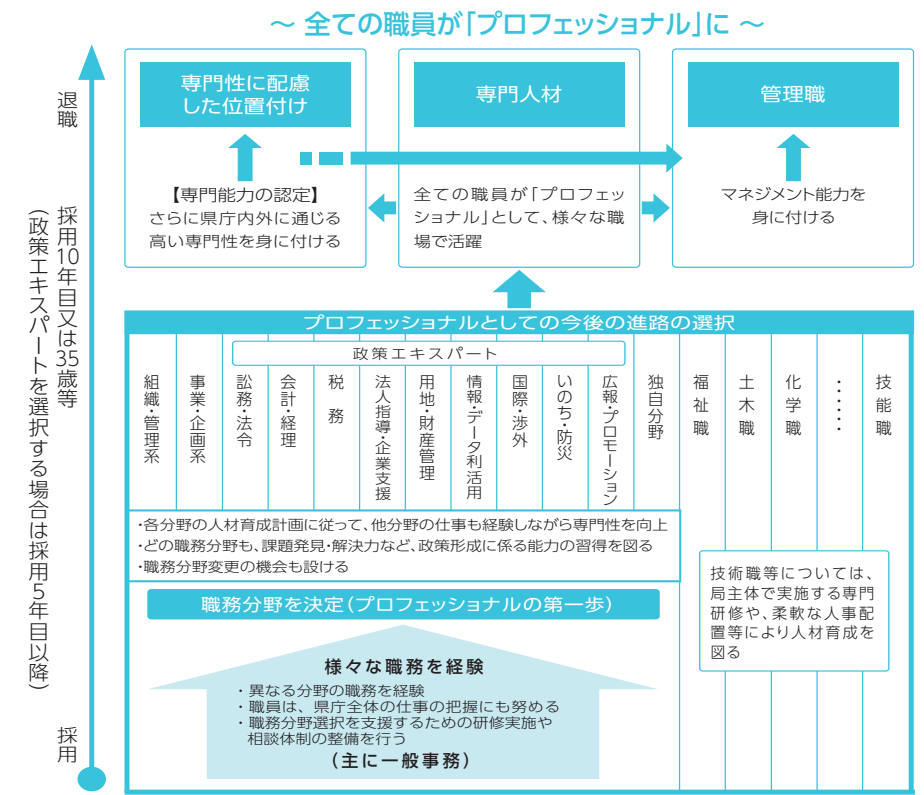 ～ 全ての職員が「プロフェッショナル」に ～
退職
採用10年目又は35歳等
(政策エキスパートを選択する場合は採用5年目以降)
採用
専門性に配慮
した位置付け
【専門能力の認定】
さらに県庁内外に通じる
高い専門性を身に付ける
専門人材
全ての職員が「プロフェッ
ショナル」として、様々な職
場で活躍
管理職
マネジメント能力を
身に付ける
プロフェッショナルとしての今後の進路の選択
政策エキスパート
組織・管理系
事業・企画系
訟務・法令
会計・経理
税務
法人指導・企業支援
用地・財産管理
情報・データ利活用
国際・渉外
いのち・防災
広報・プロモーション
独自分野
福祉職
土木職
化学職
……
技能職
・各分野の人材育成計画に従って、他分野の仕事も経験しながら専門性を向上
・どの職務分野も、課題発見・解決力など、政策形成に係る能力の習得を図る
・職務分野変更の機会も設ける
職務分野を決定(プロフェッショナルの第一歩)
様々な職務を経験
・異なる分野の職務を経験
・職員は、県庁全体の仕事の把握にも努める
・職務分野選択を支援するための研修実施や
相談体制の整備を行う
(主に一般事務)
技術職等については、
局主体で実施する専門
研修や、柔軟な人事配
置等により人材育成を
図る